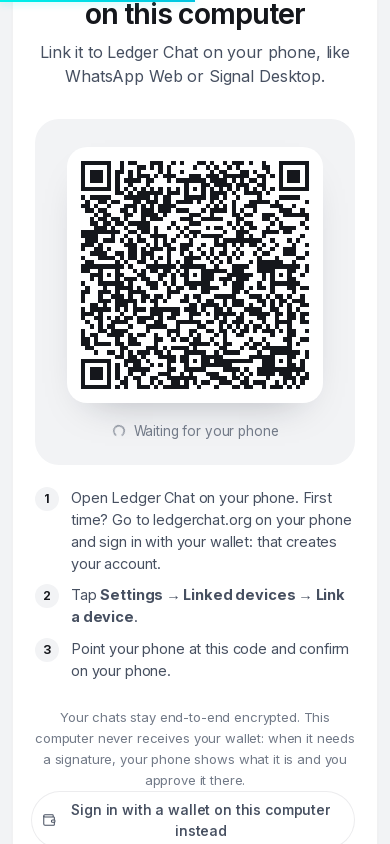 on this computer
Link it to Ledger Chat on your phone, like
WhatsApp Web or Signal Desktop.
Waiting for your phone
1
Open Ledger Chat on your phone. First
time? Go to ledgerchat.org on your phone
and sign in with your wallet: that creates
your account.
2
Tap Settings → Linked devices → Link
a device.
3
Point your phone at this code and confirm
on your phone.
Your chats stay end-to-end encrypted. This
computer never receives your wallet: when it needs
a signature, your phone shows what it is and you
approve it there.
Sign in with a wallet on this computer
instead